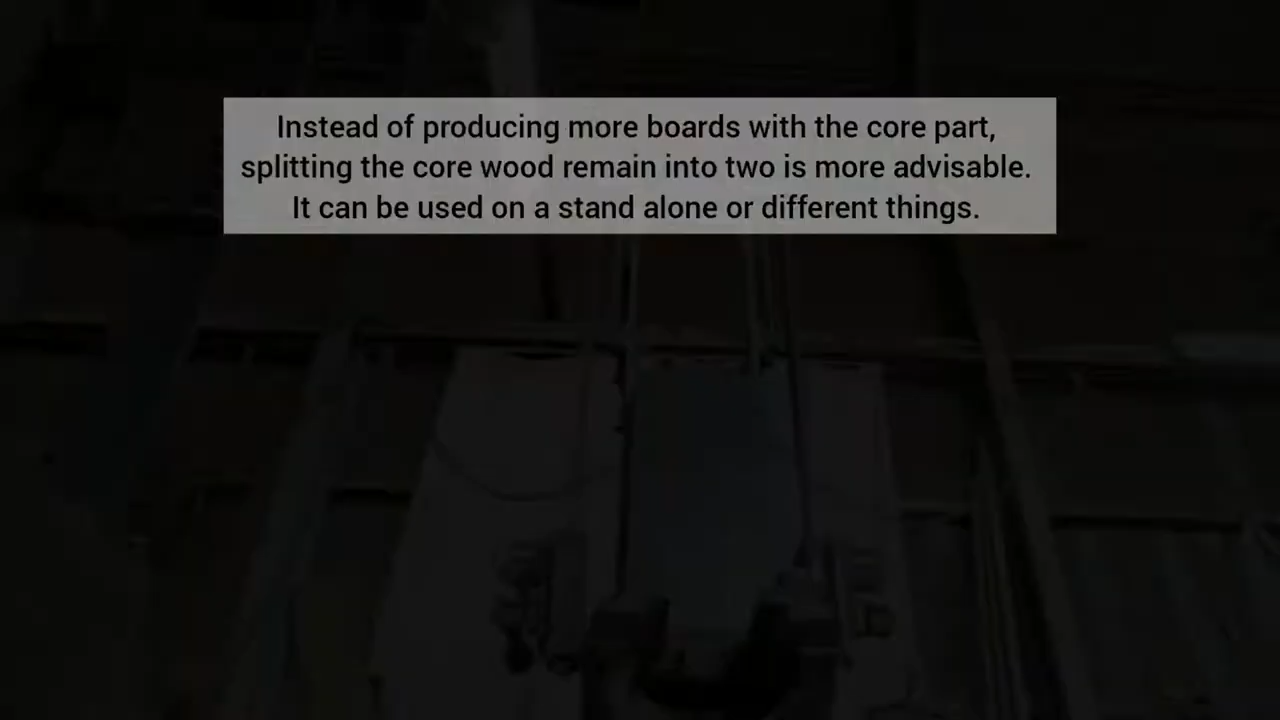 Instead of producing more boards with the core part,
splitting the core wood remain into two is more advisable.
It can be used on a stand alone or different things.